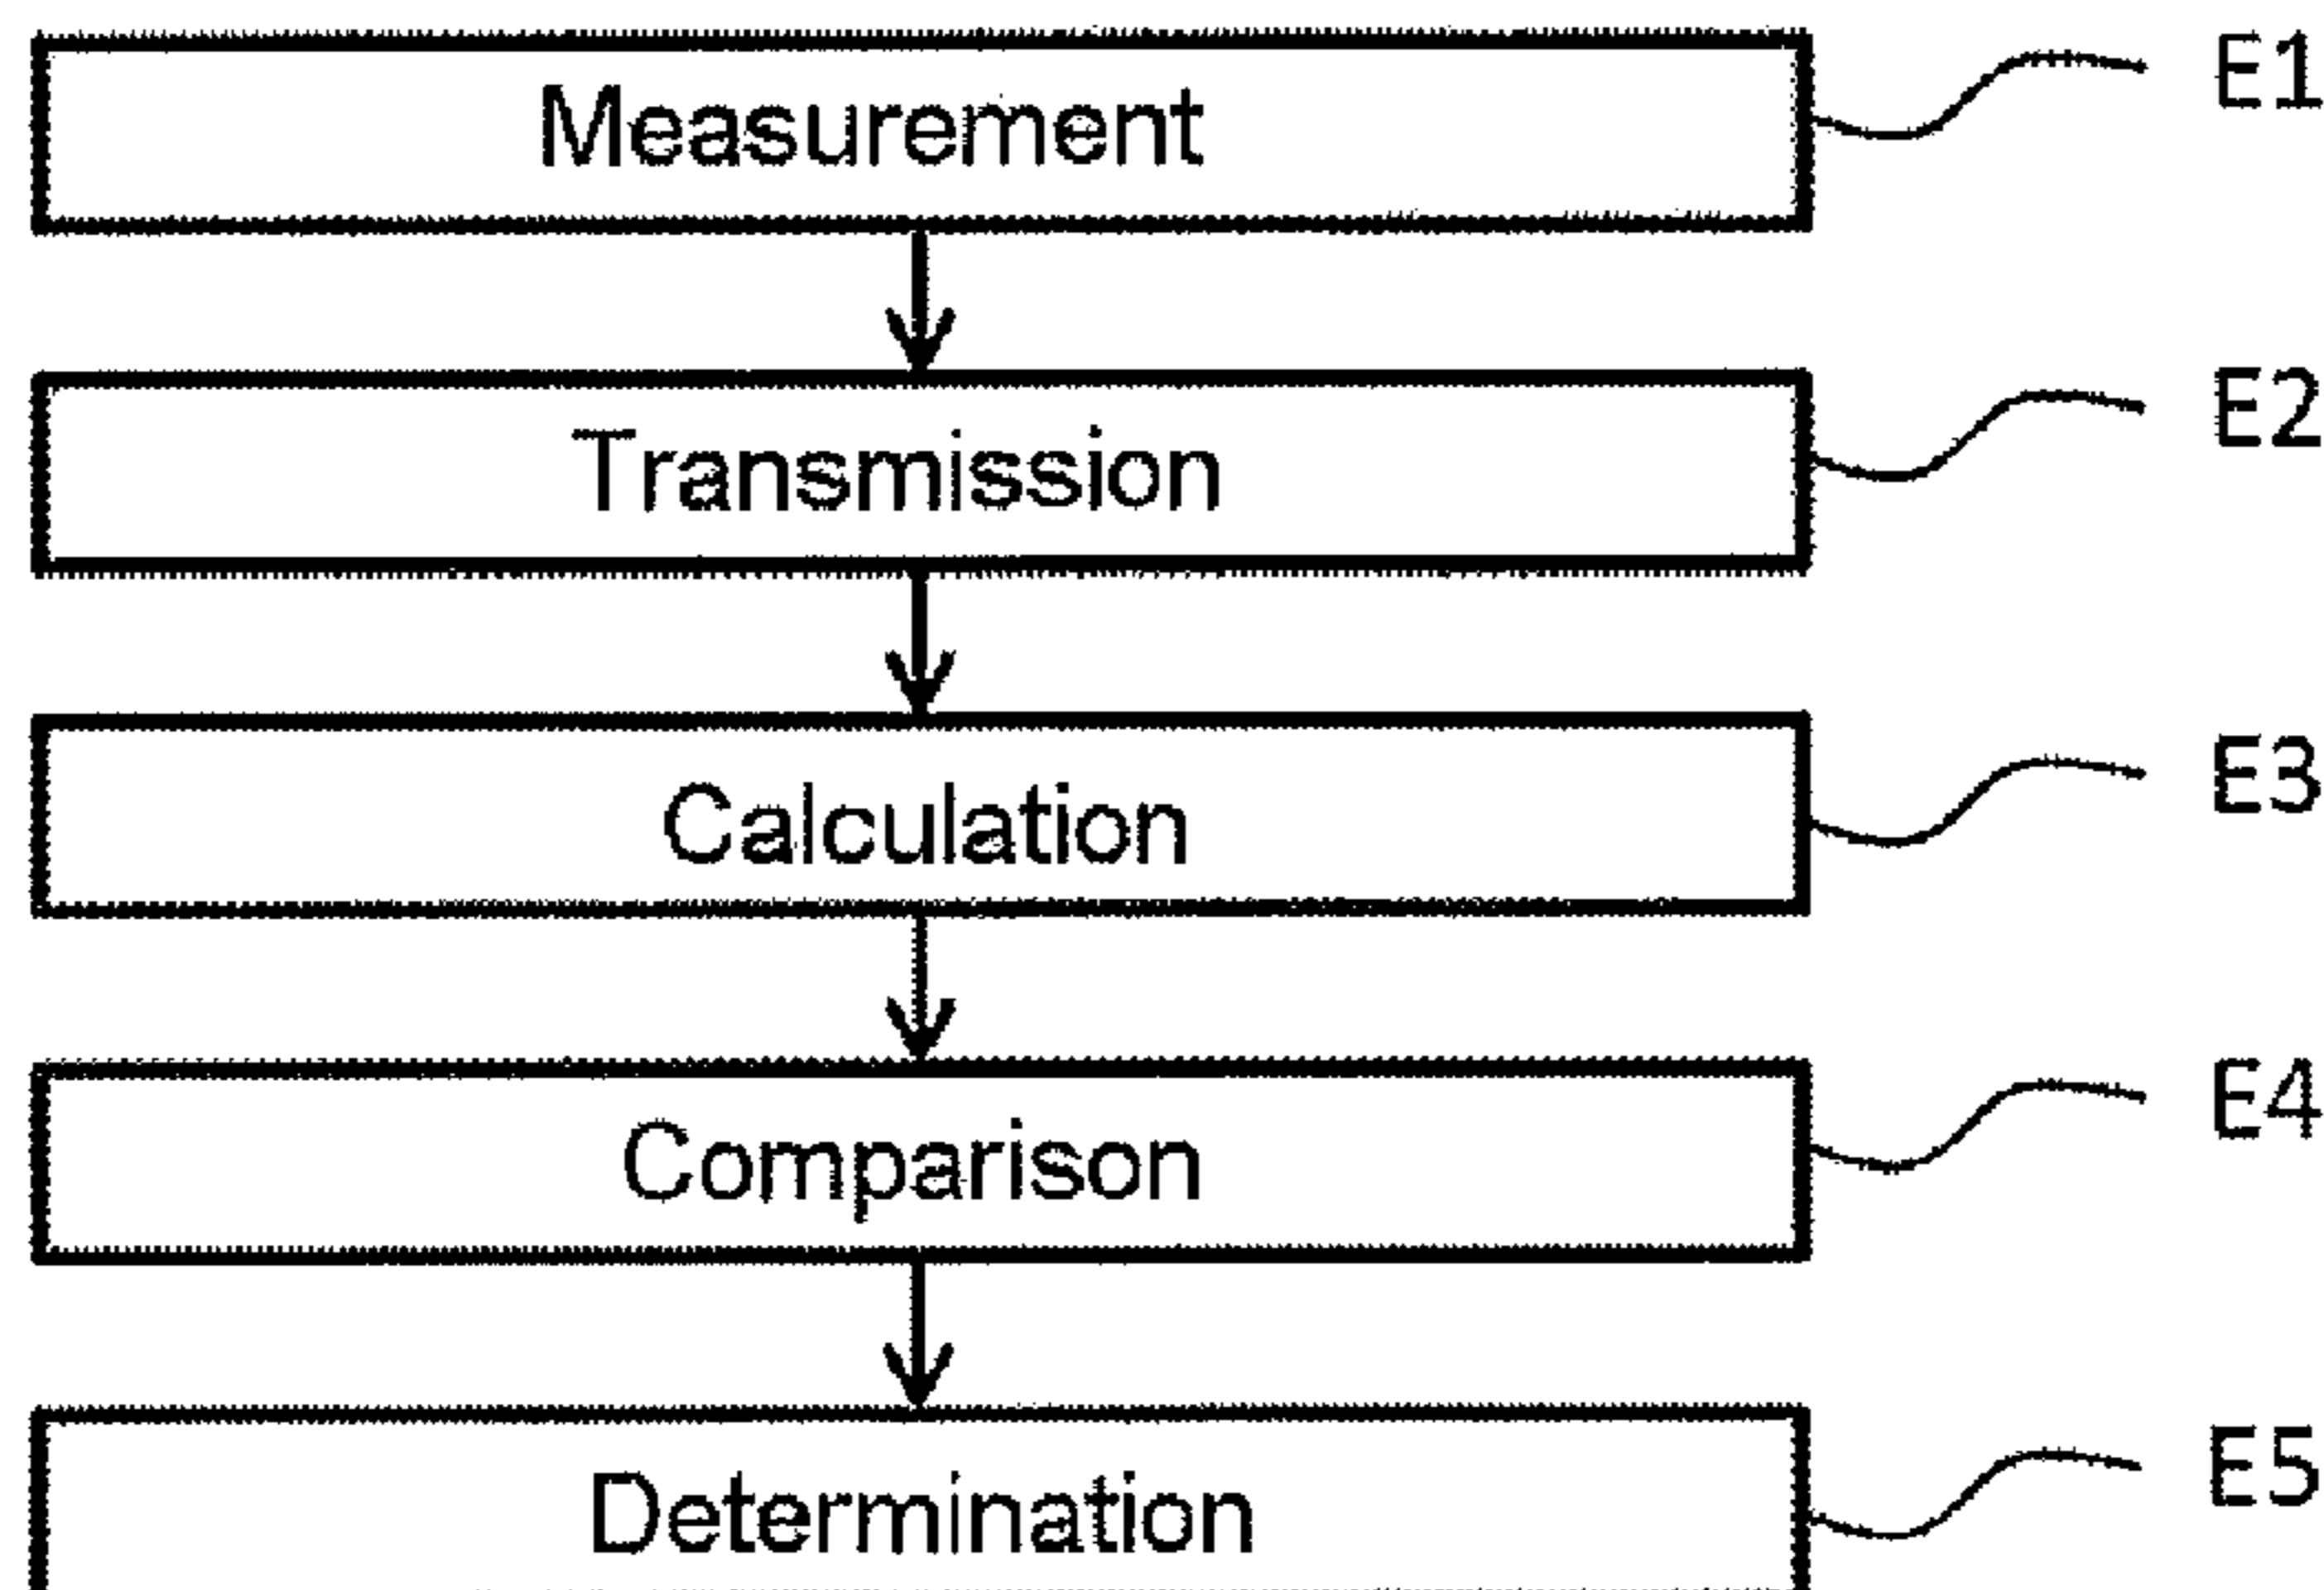 Measurement E1
Transmission E2
Calculation E3
Comparison E4
Determination E5